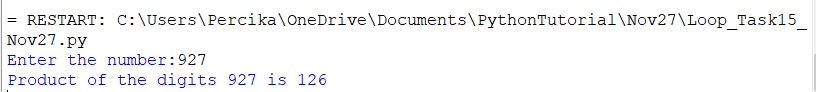 = RESTART: C:\Users\Percika\OneDrive\Documents\PythonTutorial\Nov27\Loop_Task15_
Nov27.py
Enter the number:927
Product of the digits 927 is 126